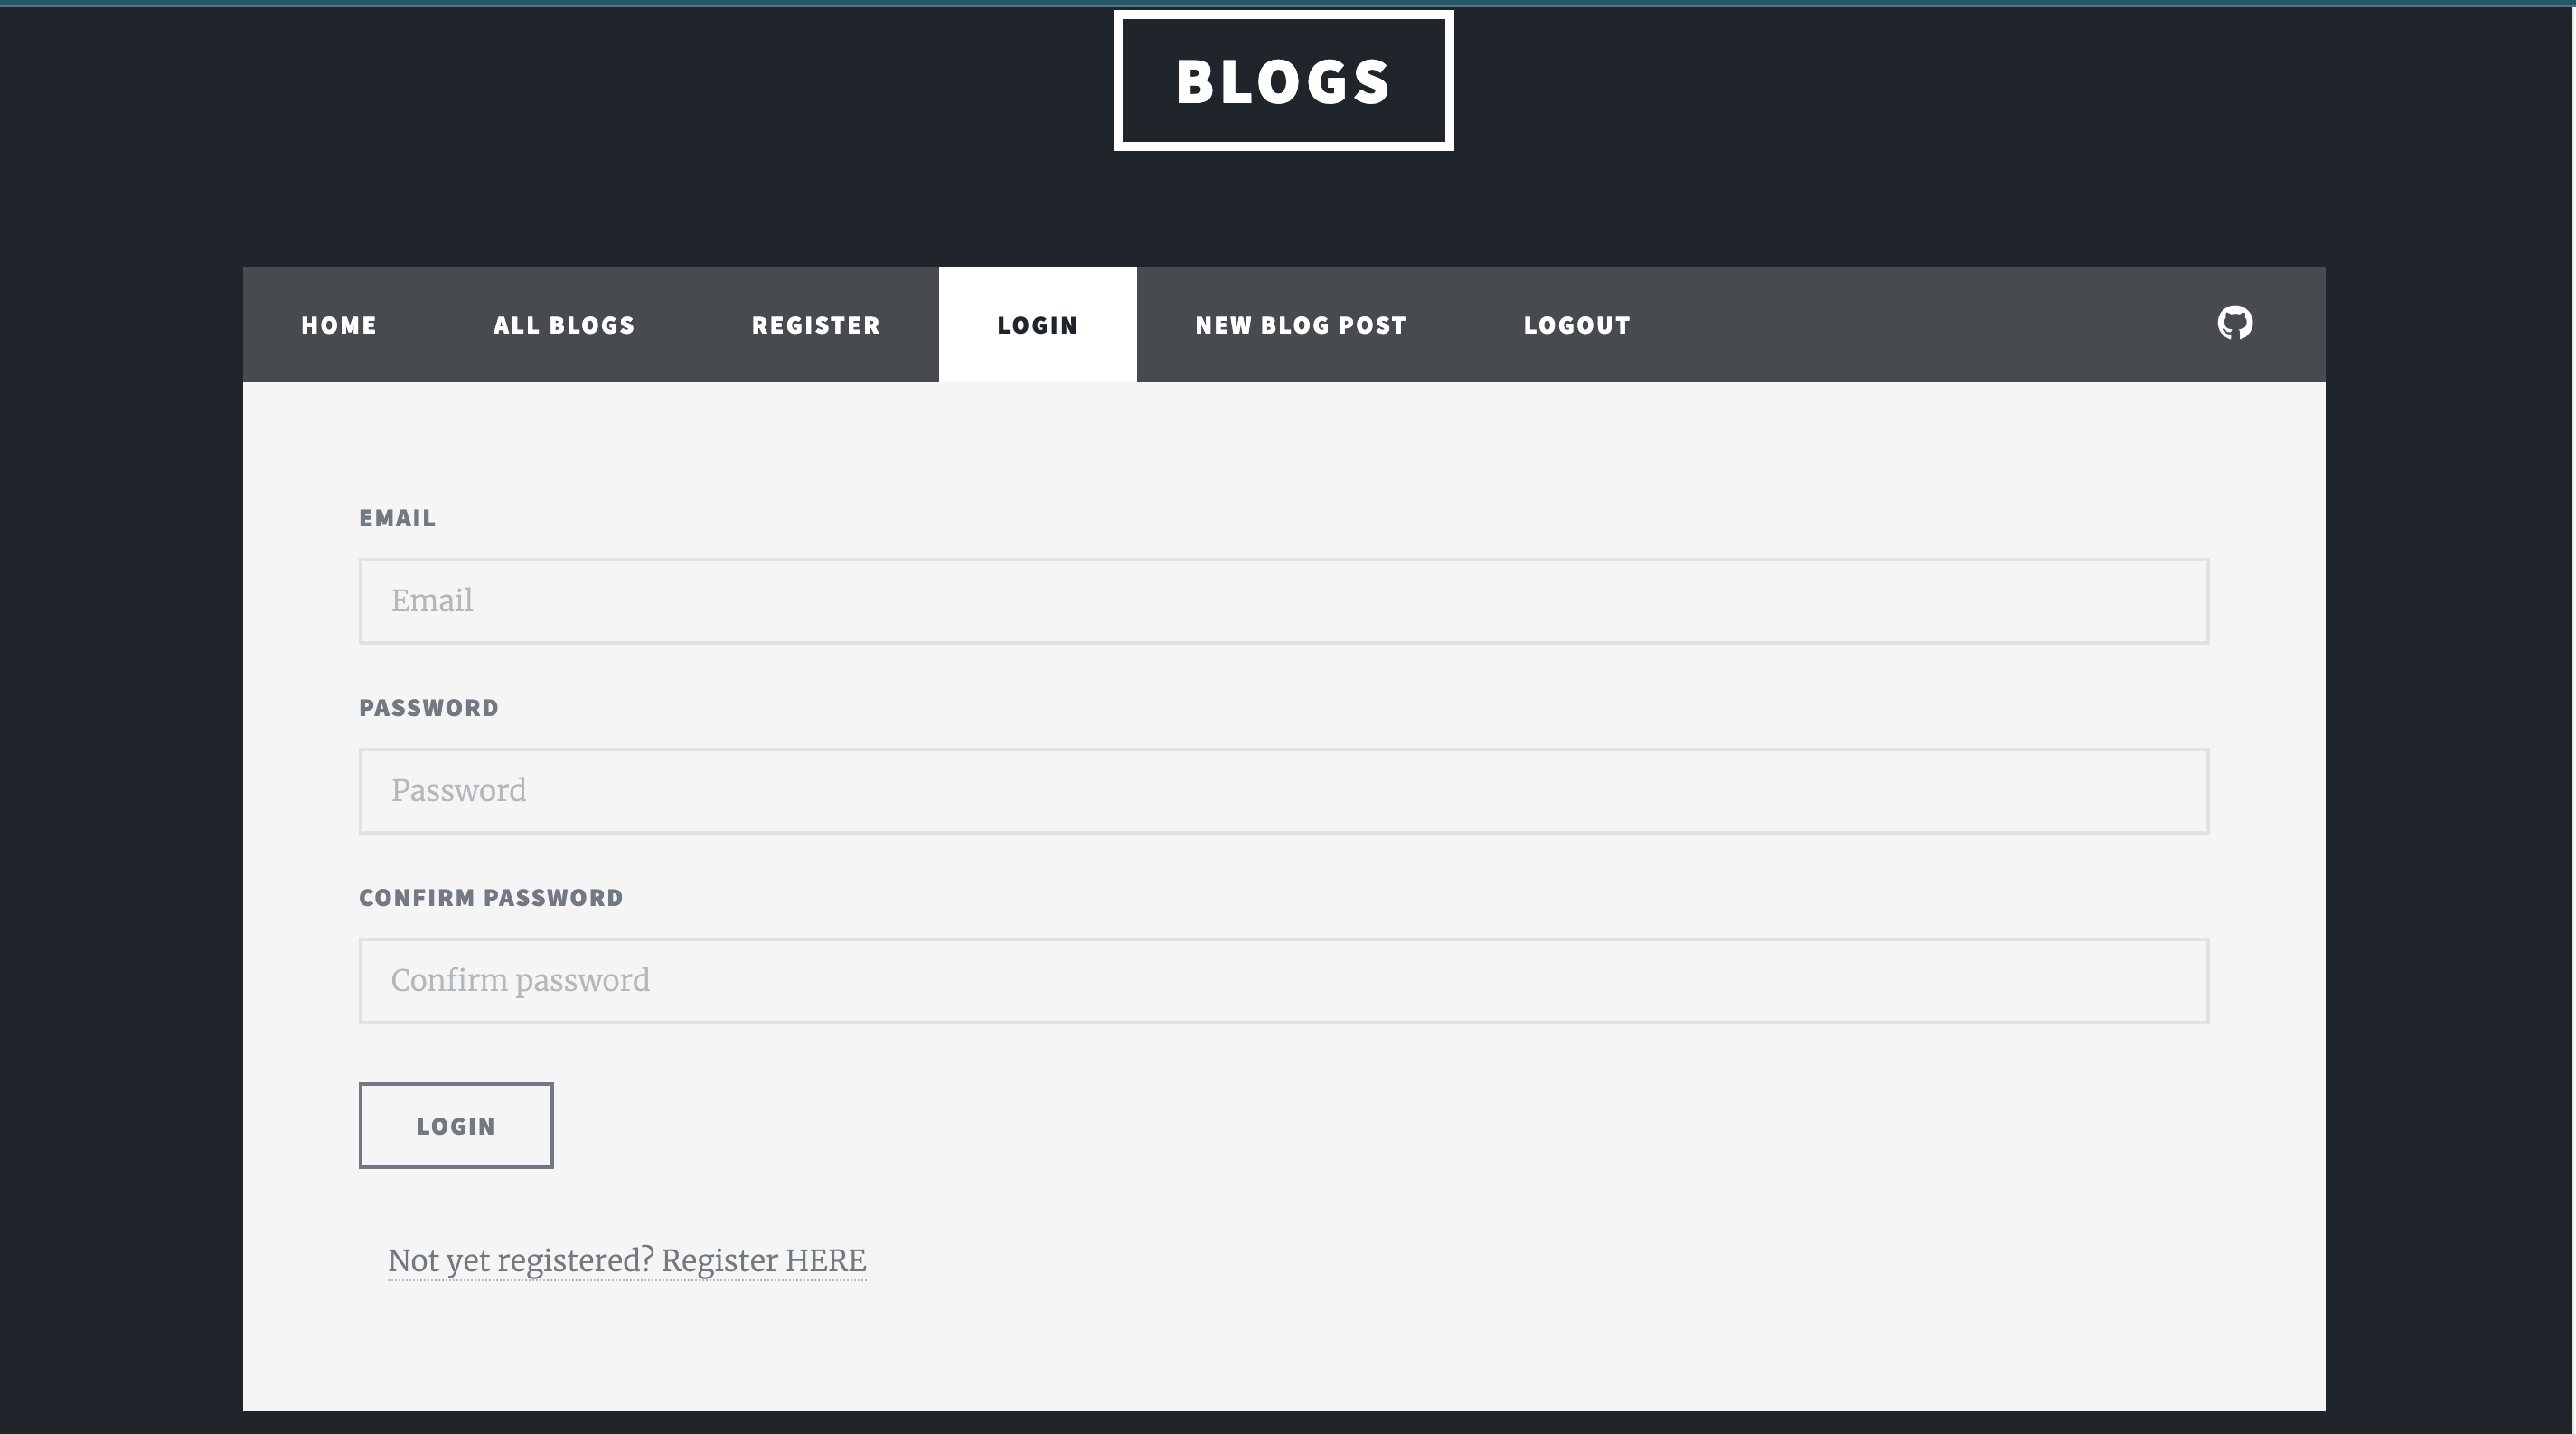 BLOGS
HOME ALL BLOGS REGISTER LOGIN NEW BLOG POST LOGOUT
EMAIL
Email
PASSWORD
Password
CONFIRM PASSWORD
Confirm password
LOGIN
Not yet registered? Register HERE